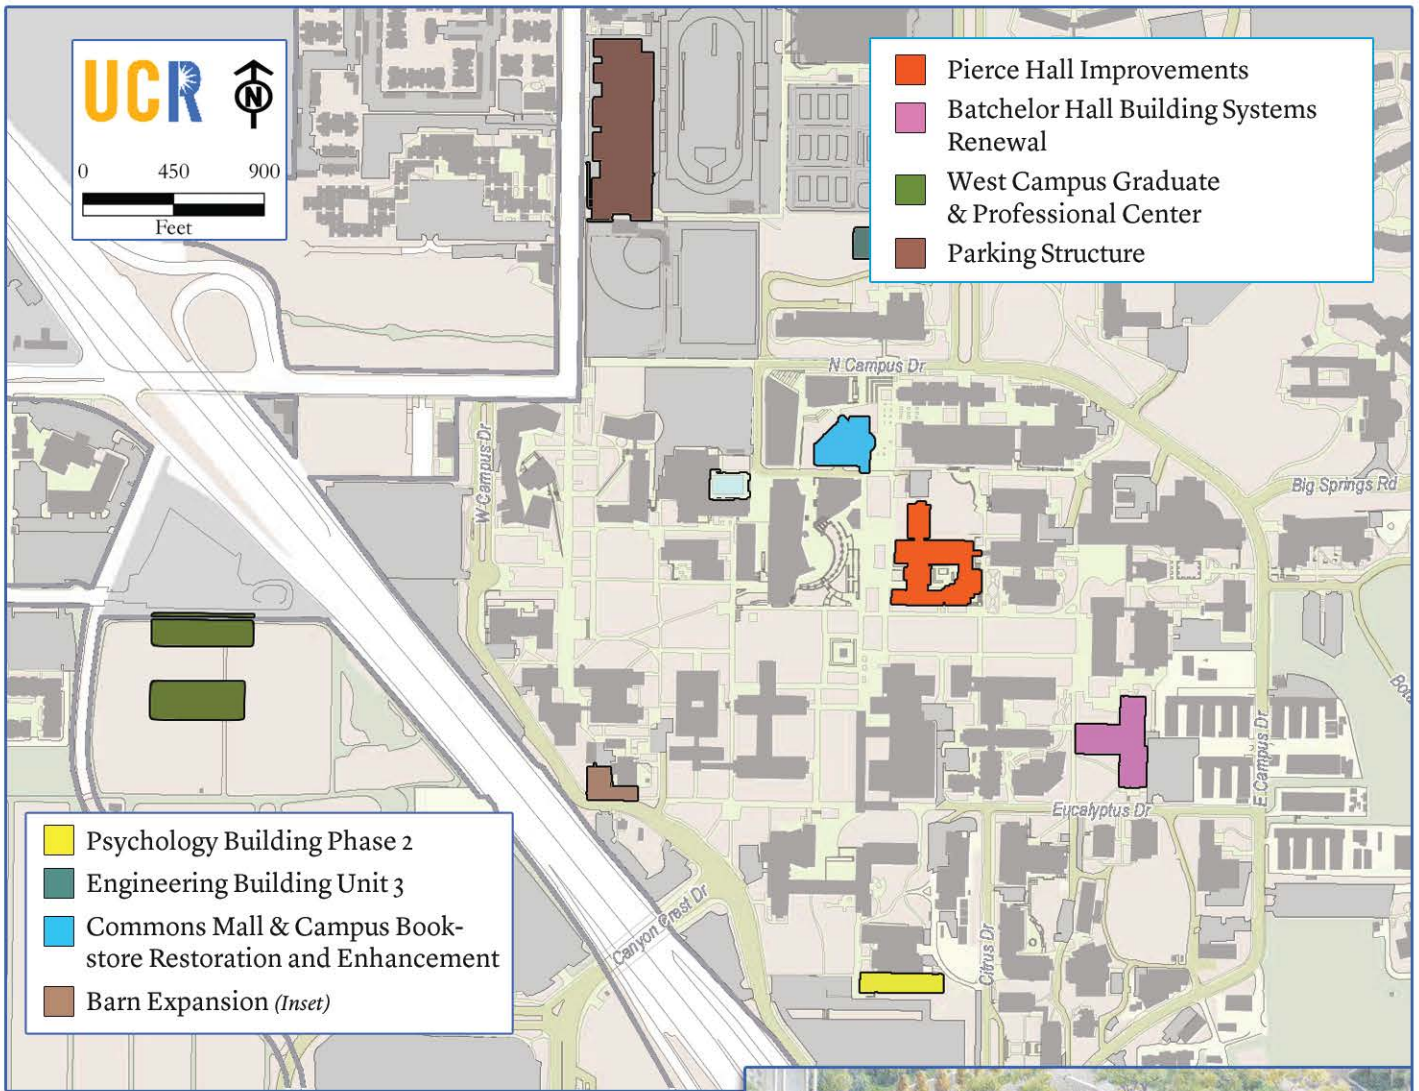 UCR
N
0 450 900
Feet
Pierce Hall Improvements
Batchelor Hall Building Systems
Renewal
West Campus Graduate
& Professional Center
Parking Structure
N Campus Dr
W Campus Dr
Big Springs Rd
E Campus Dr
Eucalyptus Dr
Canyon Crest Dr
Citrus Dr
Psychology Building Phase 2
Engineering Building Unit 3
Commons Mall & Campus Book-
store Restoration and Enhancement
Barn Expansion (Inset)